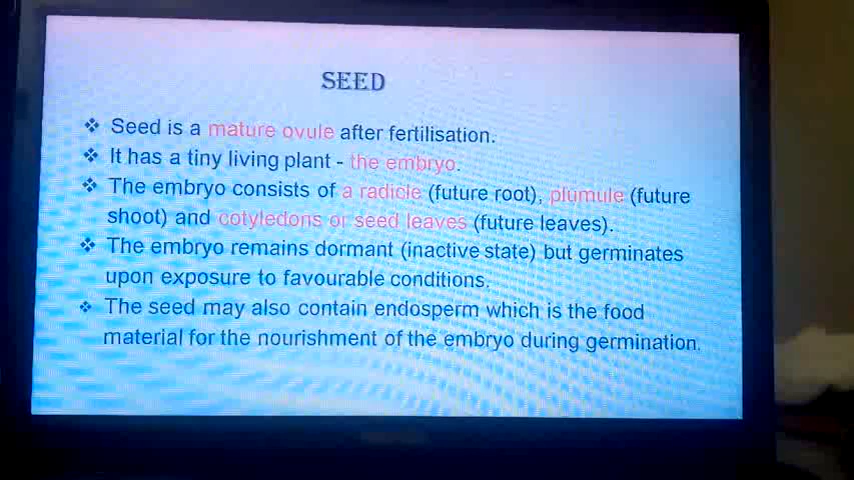 SEED
❖ Seed is a mature ovule after fertilisation.
❖ It has a tiny living plant - the embryo.
❖ The embryo consists of a radicle (future root), plumule (future
shoot) and cotyledons or seed leaves (future leaves).
❖ The embryo remains dormant (inactive state) but germinates
upon exposure to favourable conditions.
❖ The seed may also contain endosperm which is the food
material for the nourishment of the embryo during germination.